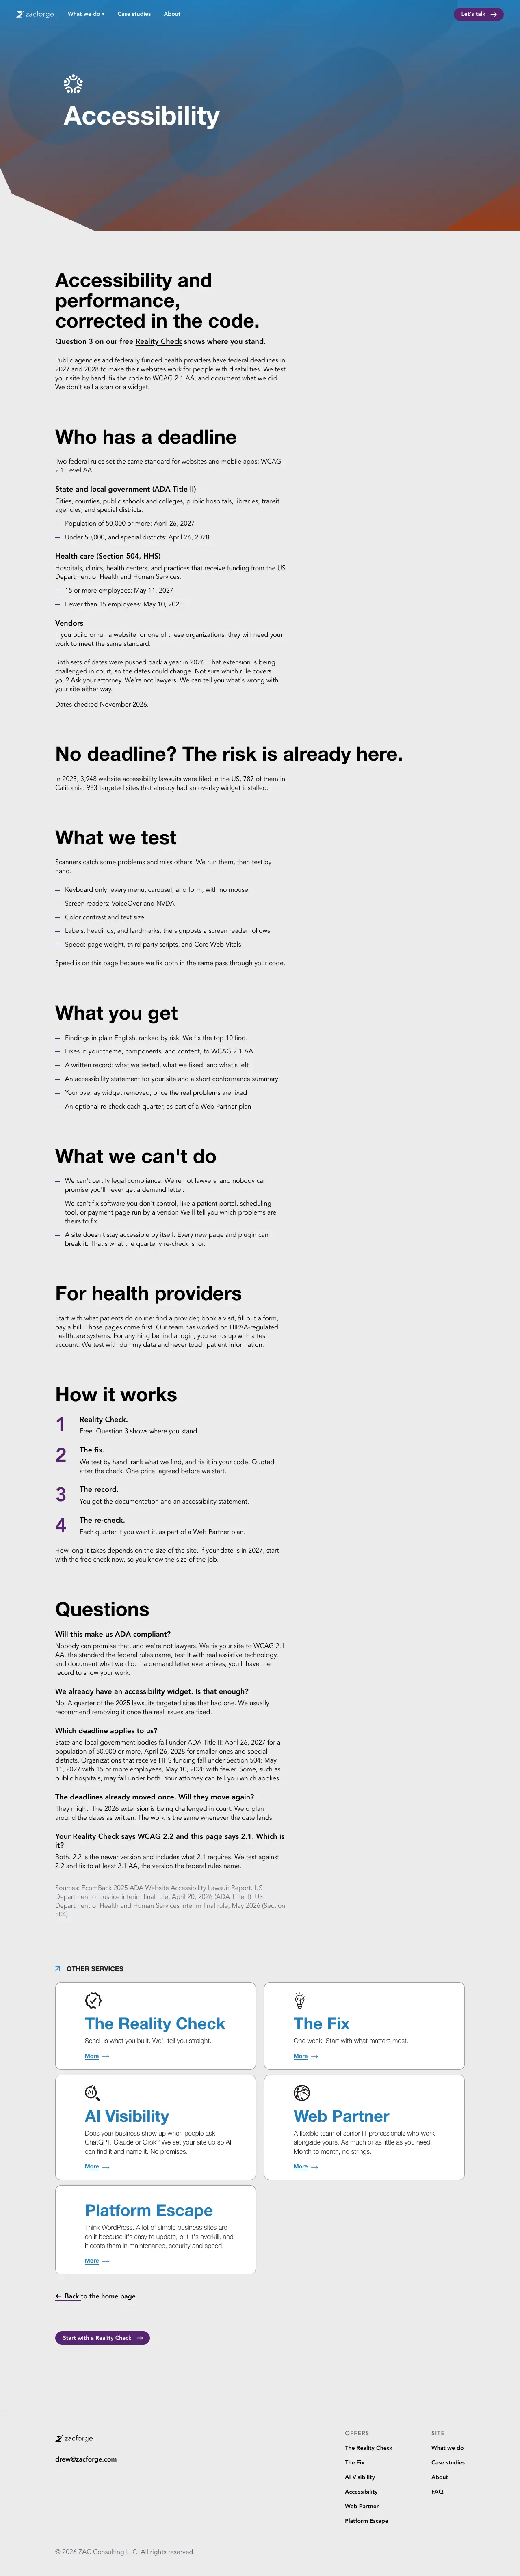 zacforge What we do Case studies About Let's talk
Accessibility
Accessibility and
performance,
corrected in the code.
Question 3 on our free Reality Check shows where you stand.
Public agencies and federally funded health providers have federal deadlines in
2027 and 2028 to make their websites work for people with disabilities. We test
your site by hand, fix the code to WCAG 2.1 AA, and document what we did.
We don't sell a scan or a widget.
Who has a deadline
Two federal rules set the same standard for websites and mobile apps: WCAG
2.1 Level AA.
State and local government (ADA Title II)
Cities, counties, public schools and colleges, public hospitals, libraries, transit
agencies, and special districts.
— Population of 50,000 or more: April 26, 2027
— Under 50,000, and special districts: April 26, 2028
Health care (Section 504, HHS)
Hospitals, clinics, health centers, and practices that receive funding from the US
Department of Health and Human Services.
— 15 or more employees: May 11, 2027
— Fewer than 15 employees: May 10, 2028
Vendors
If you build or run a website for one of these organizations, they will need your
work to meet the same standard.
Both sets of dates were pushed back a year in 2026. That extension is being
challenged in court, so the dates could change. Not sure which rule covers
you? Ask your attorney. We're not lawyers. We can tell you what's wrong with
your site either way.
Dates checked November 2026.
No deadline? The risk is already here.
In 2025, 3,948 website accessibility lawsuits were filed in the US, 787 of them in
California. 983 targeted sites that already had an overlay widget installed.
What we test
Scanners catch some problems and miss others. We run them, then test by
hand.
— Keyboard only: every menu, carousel, and form, with no mouse
— Screen readers: VoiceOver and NVDA
— Color contrast and text size
— Labels, headings, and landmarks, the signposts a screen reader follows
— Speed: page weight, third-party scripts, and Core Web Vitals
Speed is on this page because we fix both in the same pass through your code.
What you get
— Findings in plain English, ranked by risk. We fix the top 10 first.
— Fixes in your theme, components, and content, to WCAG 2.1 AA
— A written record: what we tested, what we fixed, and what's left
— An accessibility statement for your site and a short conformance summary
— Your overlay widget removed, once the real problems are fixed
— An optional re-check each quarter, as part of a Web Partner plan
What we can't do
— We can't certify legal compliance. We're not lawyers, and nobody can
promise you'll never get a demand letter.
— We can't fix software you don't control, like a patient portal, scheduling
tool, or payment page run by a vendor. We'll tell you which problems are
theirs to fix.
— A site doesn't stay accessible by itself. Every new page and plugin can
break it. That's what the quarterly re-check is for.
For health providers
Start with what patients do online: find a provider, book a visit, fill out a form,
pay a bill. Those pages come first. Our team has worked on HIPAA-regulated
healthcare systems. For anything behind a login, you set us up with a test
account. We test with dummy data and never touch patient information.
How it works
1 Reality Check.
Free. Question 3 shows where you stand.
2 The fix.
We test by hand, rank what we find, and fix it in your code. Quoted
after the check. One price, agreed before we start.
3 The record.
You get the documentation and an accessibility statement.
4 The re-check.
Each quarter if you want it, as part of a Web Partner plan.
How long it takes depends on the size of the site. If your date is in 2027, start
with the free check now, so you know the size of the job.
Questions
Will this make us ADA compliant?
Nobody can promise that, and we're not lawyers. We fix your site to WCAG 2.1
AA, the standard the federal rules name, test it with real assistive technology,
and document what we did. If a demand letter ever arrives, you'll have the
record to show your work.
We already have an accessibility widget. Is that enough?
No. A quarter of the 2025 lawsuits targeted sites that had one. We usually
recommend removing it once the real issues are fixed.
Which deadline applies to us?
State and local government bodies fall under ADA Title II: April 26, 2027 for a
population of 50,000 or more, April 26, 2028 for smaller ones and special
districts. Organizations that receive HHS funding fall under Section 504: May
11, 2027 with 15 or more employees, May 10, 2028 with fewer. Some, such as
public hospitals, may fall under both. Your attorney can tell you which applies.
The deadlines already moved once. Will they move again?
They might. The 2026 extension is being challenged in court. We'd plan
around the dates as written. The work is the same whenever the date lands.
Your Reality Check says WCAG 2.2 and this page says 2.1. Which is
it?
Both. 2.2 is the newer version and includes what 2.1 requires. We test against
2.2 and fix to at least 2.1 AA, the version the federal rules name.
Sources: EcomBack 2025 ADA Website Accessibility Lawsuit Report. US
Department of Justice interim final rule, April 20, 2026 (ADA Title II). US
Department of Health and Human Services interim final rule, May 2026 (Section
504).
OTHER SERVICES
The Reality Check
Send us what you built. We'll tell you straight.
More
The Fix
One week. Start with what matters most.
More
AI
AI Visibility
Does your business show up when people ask
ChatGPT, Claude or Grok? We set your site up so AI
can find it and name it. No promises.
More
Web Partner
A flexible team of senior IT professionals who work
alongside yours. As much or as little as you need.
Month to month, no strings.
More
Platform Escape
Think WordPress. A lot of simple business sites are
on it because it's easy to update, but it's overkill, and
it costs them in maintenance, security and speed.
More
Back to the home page
Start with a Reality Check
zacforge
drew@zacforge.com
OFFERS
The Reality Check
The Fix
AI Visibility
Accessibility
Web Partner
Platform Escape
SITE
What we do
Case studies
About
FAQ
© 2026 ZAC Consulting LLC. All rights reserved.